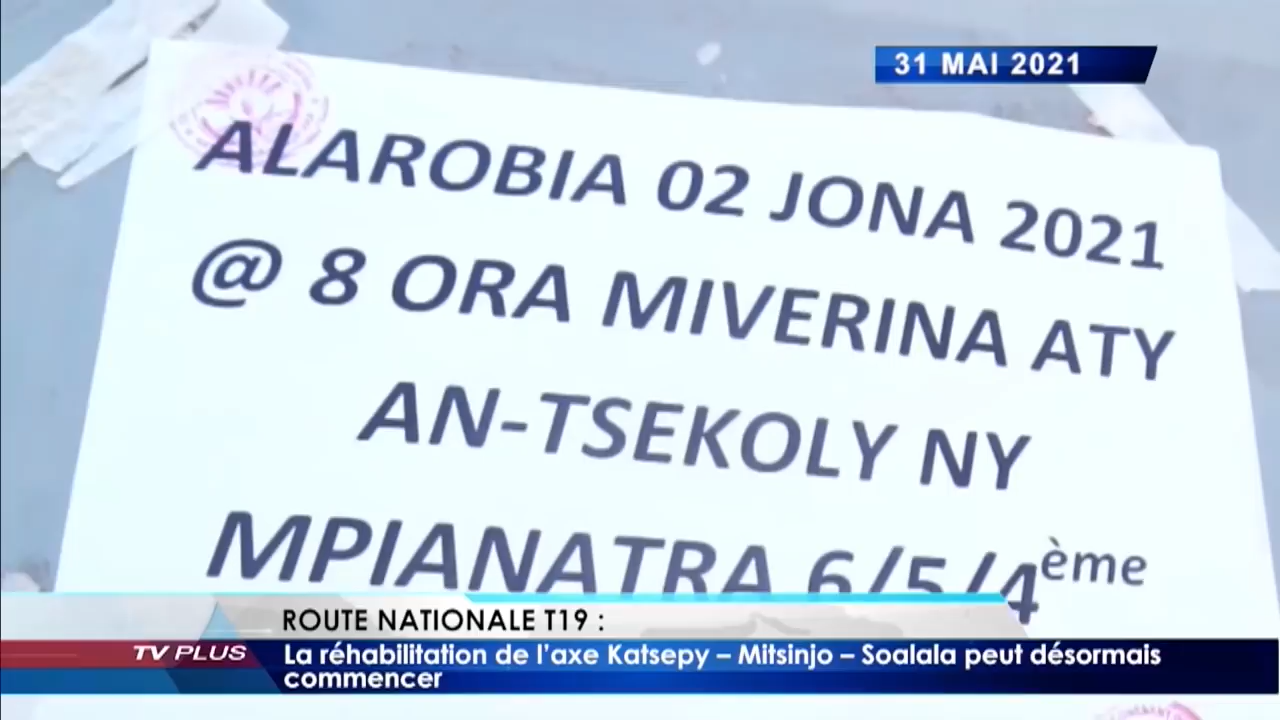 31 MAI 2021
ALAROBIA 02 JONA 2021
@ 8 ORA MIVERINA ATY
AN-TSEKOLY NY
MPIANATRA 6/5/4ème
ROUTE NATIONALE T19 :
TV PLUS
La réhabilitation de l'axe Katsepy – Mitsinjo – Soalala peut désormais
commencer